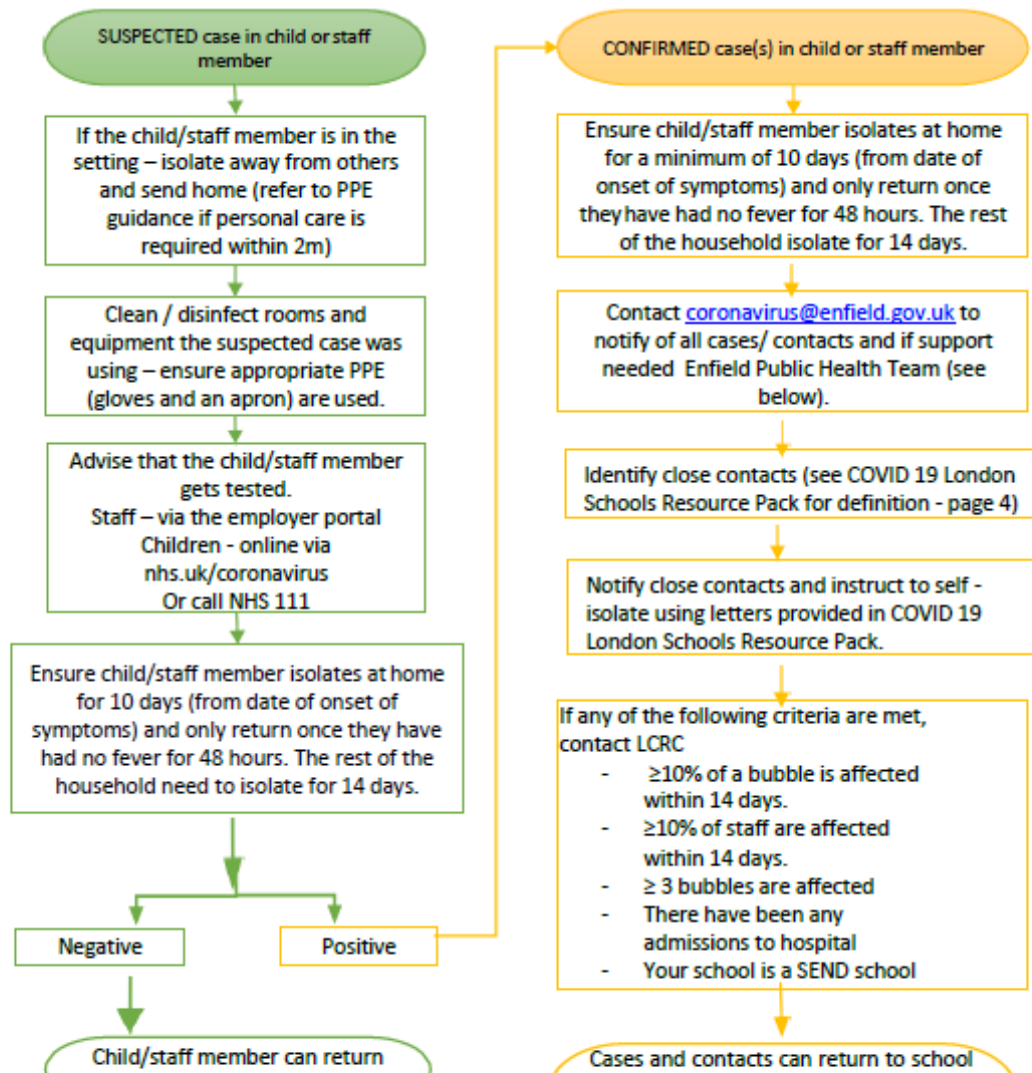 SUSPECTED case in child or staff
member
If the child/staff member is in the
setting – isolate away from others
and send home (refer to PPE
guidance if personal care is
required within 2m)
Clean / disinfect rooms and
equipment the suspected case was
using – ensure appropriate PPE
(gloves and an apron) are used.
Advise that the child/staff member
gets tested.
Staff – via the employer portal
Children - online via
nhs.uk/coronavirus
Or call NHS 111
Ensure child/staff member isolates at home
for 10 days (from date of onset of
symptoms) and only return once they have
had no fever for 48 hours. The rest of the
household need to isolate for 14 days.
Negative
Positive
Child/staff member can return
CONFIRMED case(s) in child or staff member
Ensure child/staff member isolates at home
for a minimum of 10 days (from date of
onset of symptoms) and only return once
they have had no fever for 48 hours. The rest
of the household isolate for 14 days.
Contact coronavirus@enfield.gov.uk to
notify of all cases/ contacts and if support
needed Enfield Public Health Team (see
below).
Identify close contacts (see COVID 19 London
Schools Resource Pack for definition - page 4)
Notify close contacts and instruct to self -
isolate using letters provided in COVID 19
London Schools Resource Pack.
If any of the following criteria are met,
contact LCRC
- ≥10% of a bubble is affected
within 14 days.
- ≥10% of staff are affected
within 14 days.
- ≥ 3 bubbles are affected
- There have been any
admissions to hospital
- Your school is a SEND school
Cases and contacts can return to school